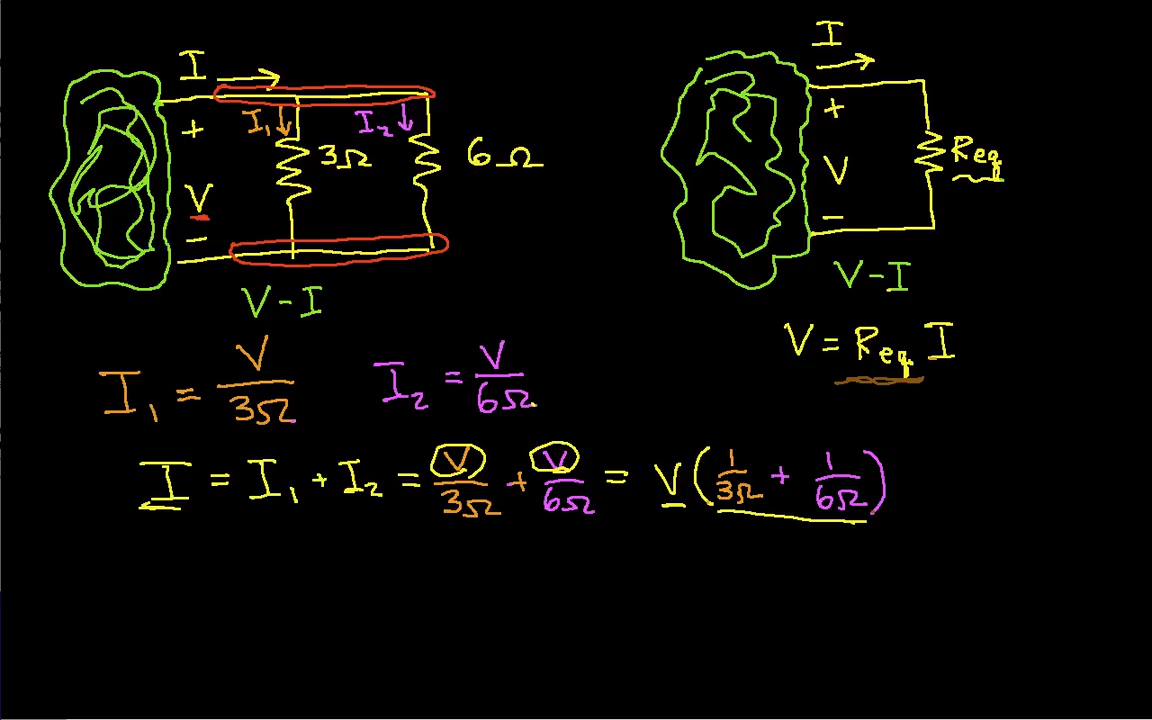 I
I
I₁
I₂
+
3Ω
6Ω
V
−
+
V
−
Req
V - I
V - I
V = Req I
I₁ = V/3Ω
I₂ = V/6Ω
I = I₁ + I₂ = V/3Ω + V/6Ω = V(1/3Ω + 1/6Ω)